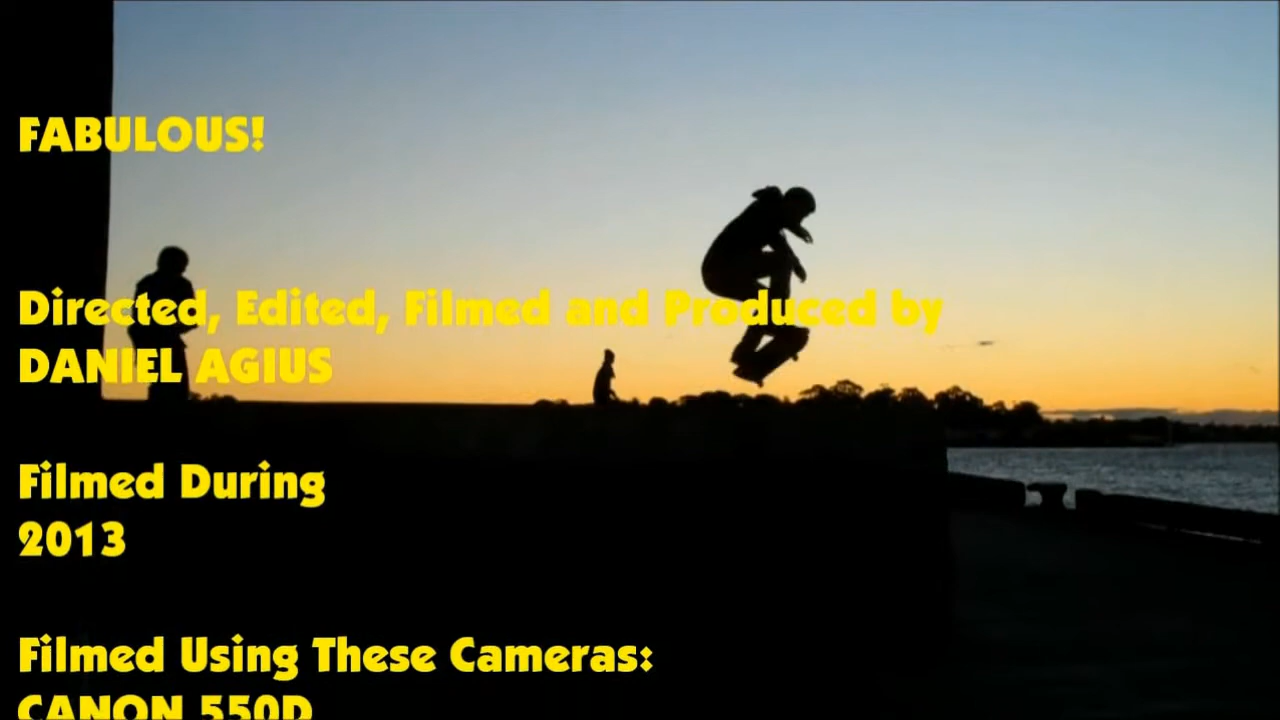 FABULOUS!
Directed, Edited, Filmed and Produced by
DANIEL AGIUS
Filmed During
2013
Filmed Using These Cameras:
CANON 550D